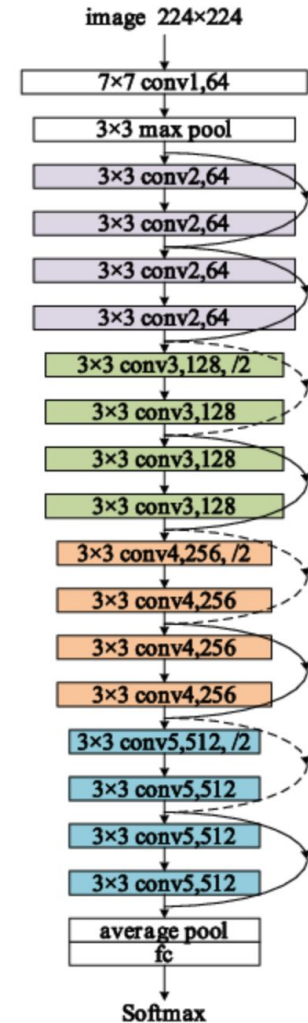 image 224×224
7×7 conv1,64
3×3 max pool
3×3 conv2,64
3×3 conv2,64
3×3 conv2,64
3×3 conv2,64
3×3 conv3,128, /2
3×3 conv3,128
3×3 conv3,128
3×3 conv3,128
3×3 conv4,256, /2
3×3 conv4,256
3×3 conv4,256
3×3 conv4,256
3×3 conv5,512, /2
3×3 conv5,512
3×3 conv5,512
3×3 conv5,512
average pool
fc
Softmax